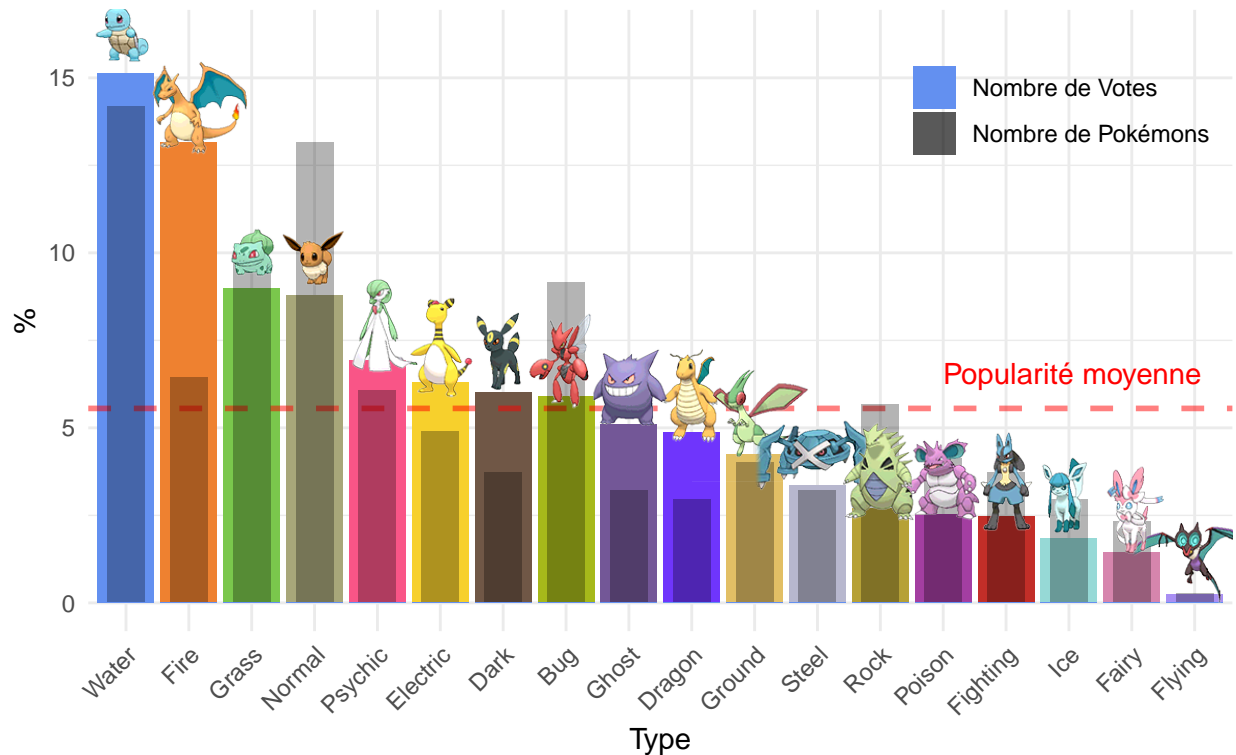 Nombre de Votes
Nombre de Pokémons
Popularité moyenne
%
15
10
5
0
Water
Fire
Grass
Normal
Psychic
Electric
Dark
Bug
Ghost
Dragon
Ground
Steel
Rock
Poison
Fighting
Ice
Fairy
Flying
Type